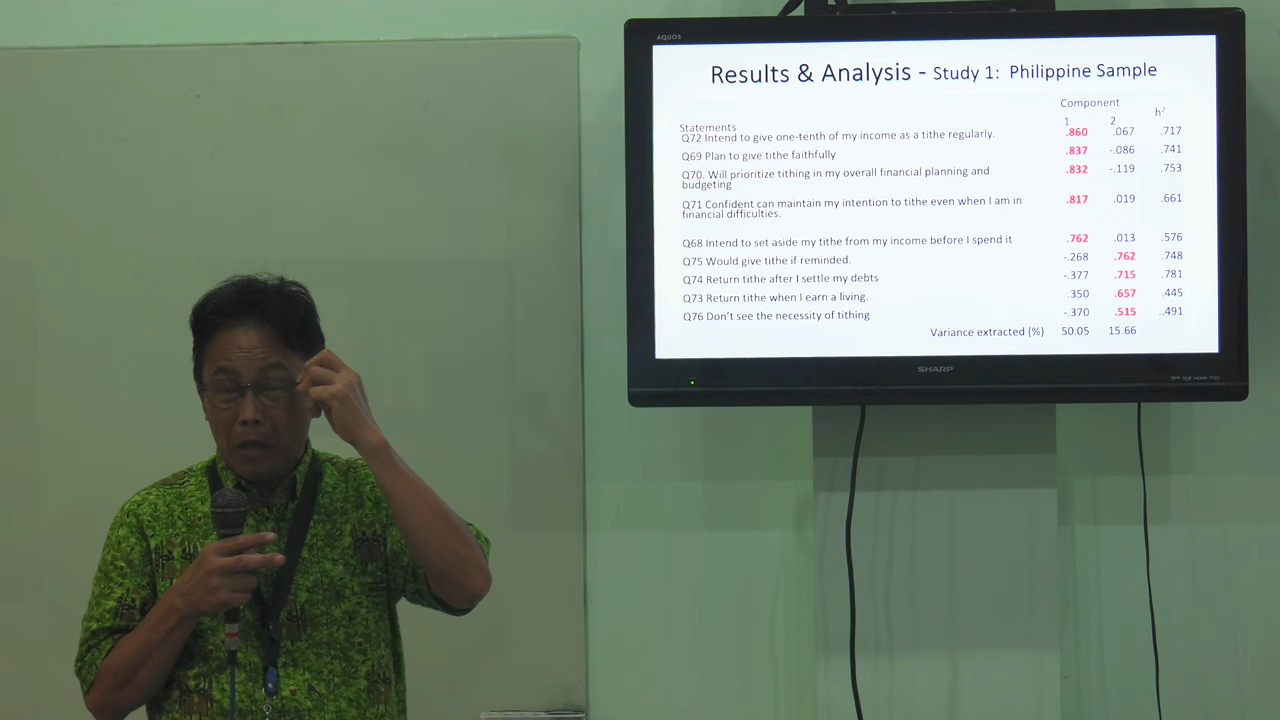 AQUOS
Results & Analysis - Study 1: Philippine Sample
Component
h²
Statements 1 2
Q72 Intend to give one-tenth of my income as a tithe regularly. .860 .067 .717
Q69 Plan to give tithe faithfully .837 -.086 .741
Q70. Will prioritize tithing in my overall financial planning and .832 -.119 .753
budgeting
Q71 Confident can maintain my intention to tithe even when I am in .817 .019 .661
financial difficulties.
Q68 Intend to set aside my tithe from my income before I spend it .762 .013 .576
Q75 Would give tithe if reminded. -.268 .762 .748
Q74 Return tithe after I settle my debts -.377 .715 .781
Q73 Return tithe when I earn a living. .350 .657 .445
Q76 Don't see the necessity of tithing -.370 .515 ..491
Variance extracted (%) 50.05 15.66
SHARP